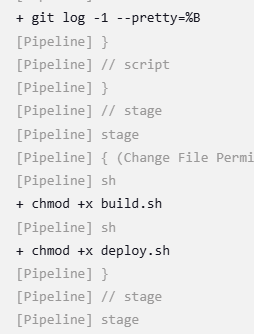 + git log -1 --pretty=%B
[Pipeline] }
[Pipeline] // script
[Pipeline] }
[Pipeline] // stage
[Pipeline] stage
[Pipeline] { (Change File Permi
[Pipeline] sh
+ chmod +x build.sh
[Pipeline] sh
+ chmod +x deploy.sh
[Pipeline] }
[Pipeline] // stage
[Pipeline] stage